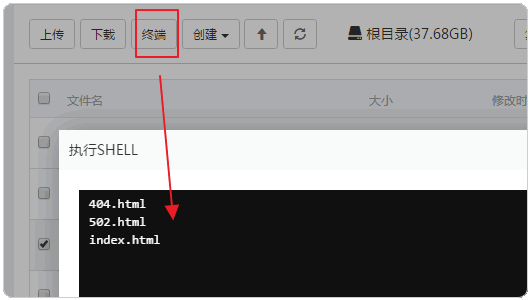 上传 下载 终端 创建 根目录(37.68GB)
文件名 大小 修改时
执行SHELL
404.html
502.html
index.html